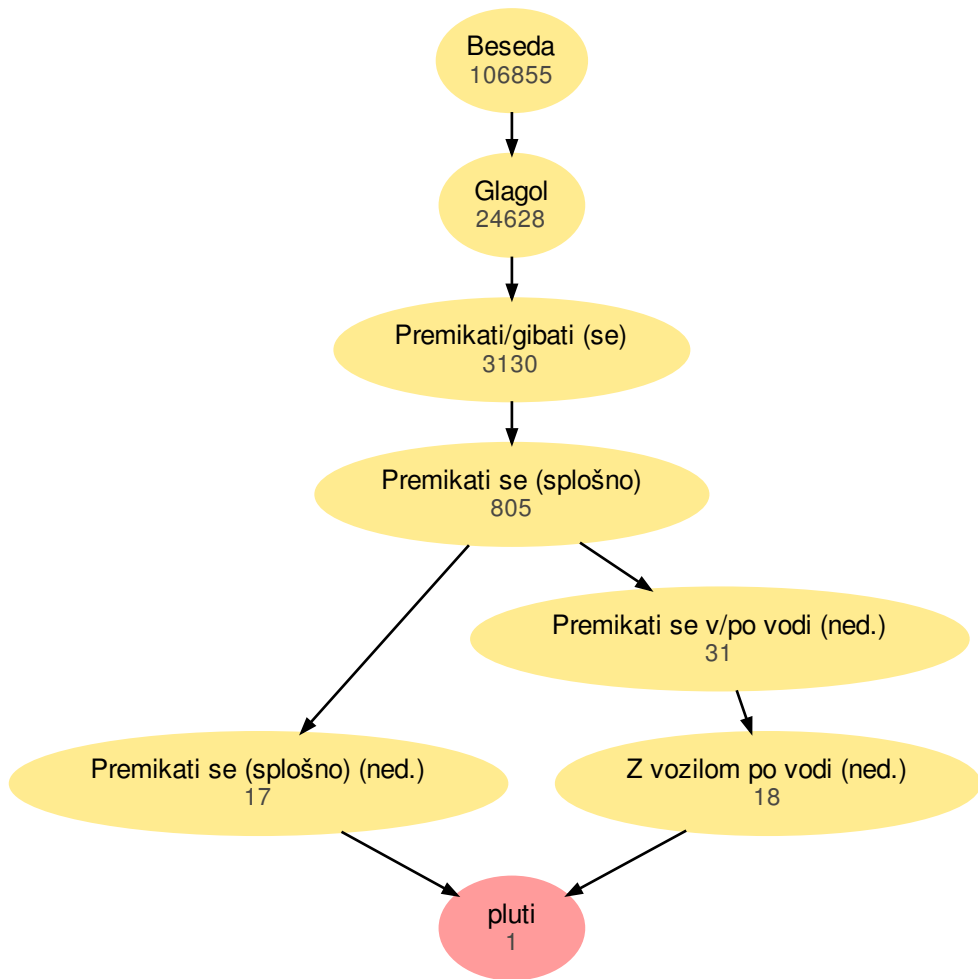 Beseda
106855
Glagol
24628
Premikati/gibati (se)
3130
Premikati se (splošno)
805
Premikati se v/po vodi (ned.)
31
Premikati se (splošno) (ned.)
17
Z vozilom po vodi (ned.)
18
pluti
1